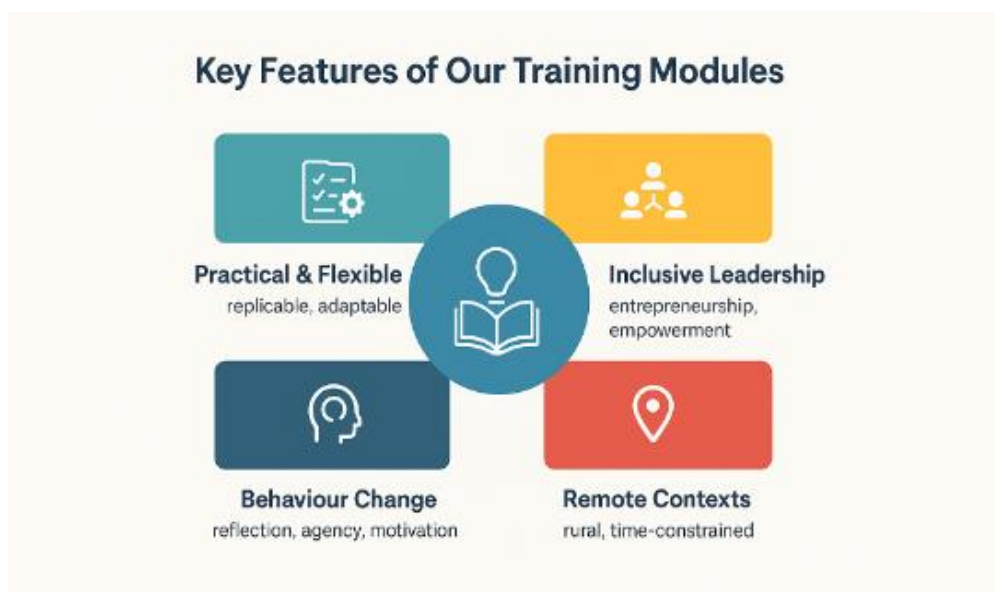 Key Features of Our Training Modules
Practical & Flexible
replicable, adaptable
Inclusive Leadership
entrepreneurship,
empowerment
Behaviour Change
reflection, agency, motivation
Remote Contexts
rural, time-constrained